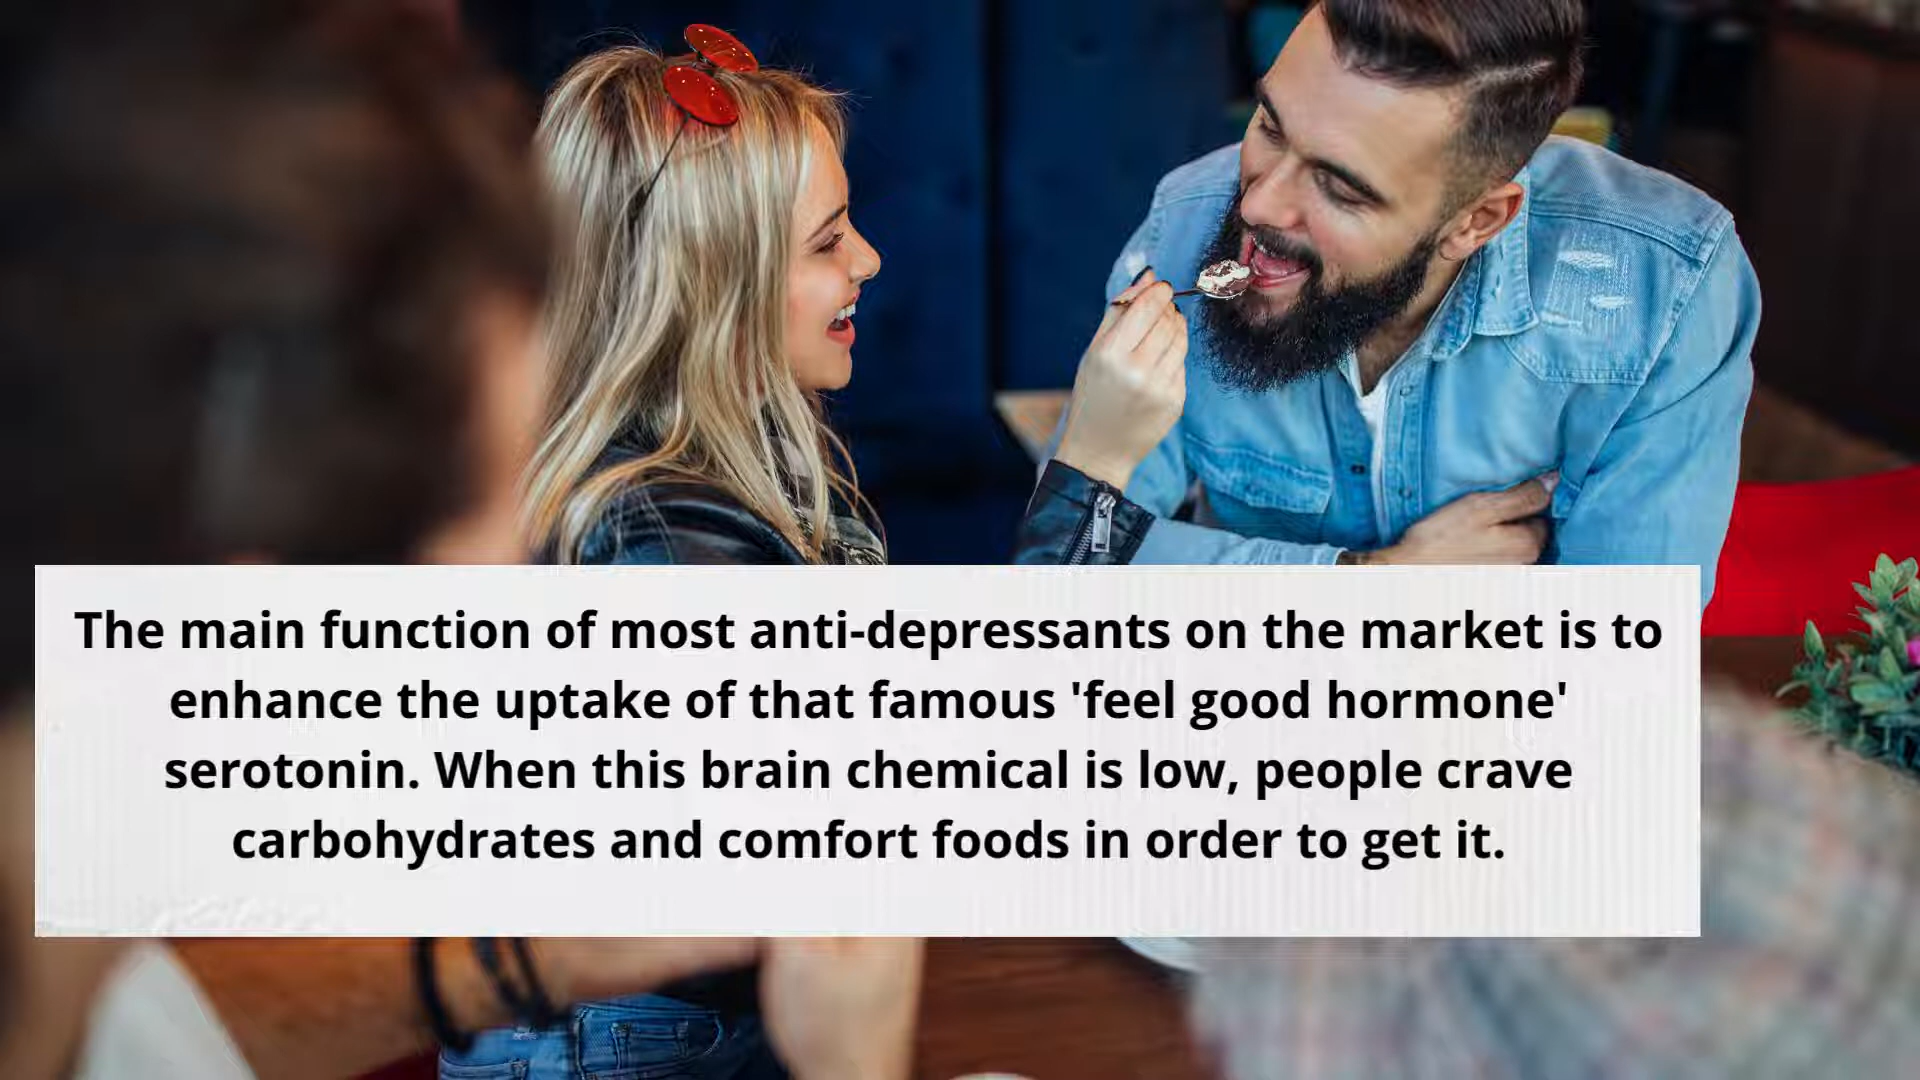 The main function of most anti-depressants on the market is to
enhance the uptake of that famous 'feel good hormone'
serotonin. When this brain chemical is low, people crave
carbohydrates and comfort foods in order to get it.